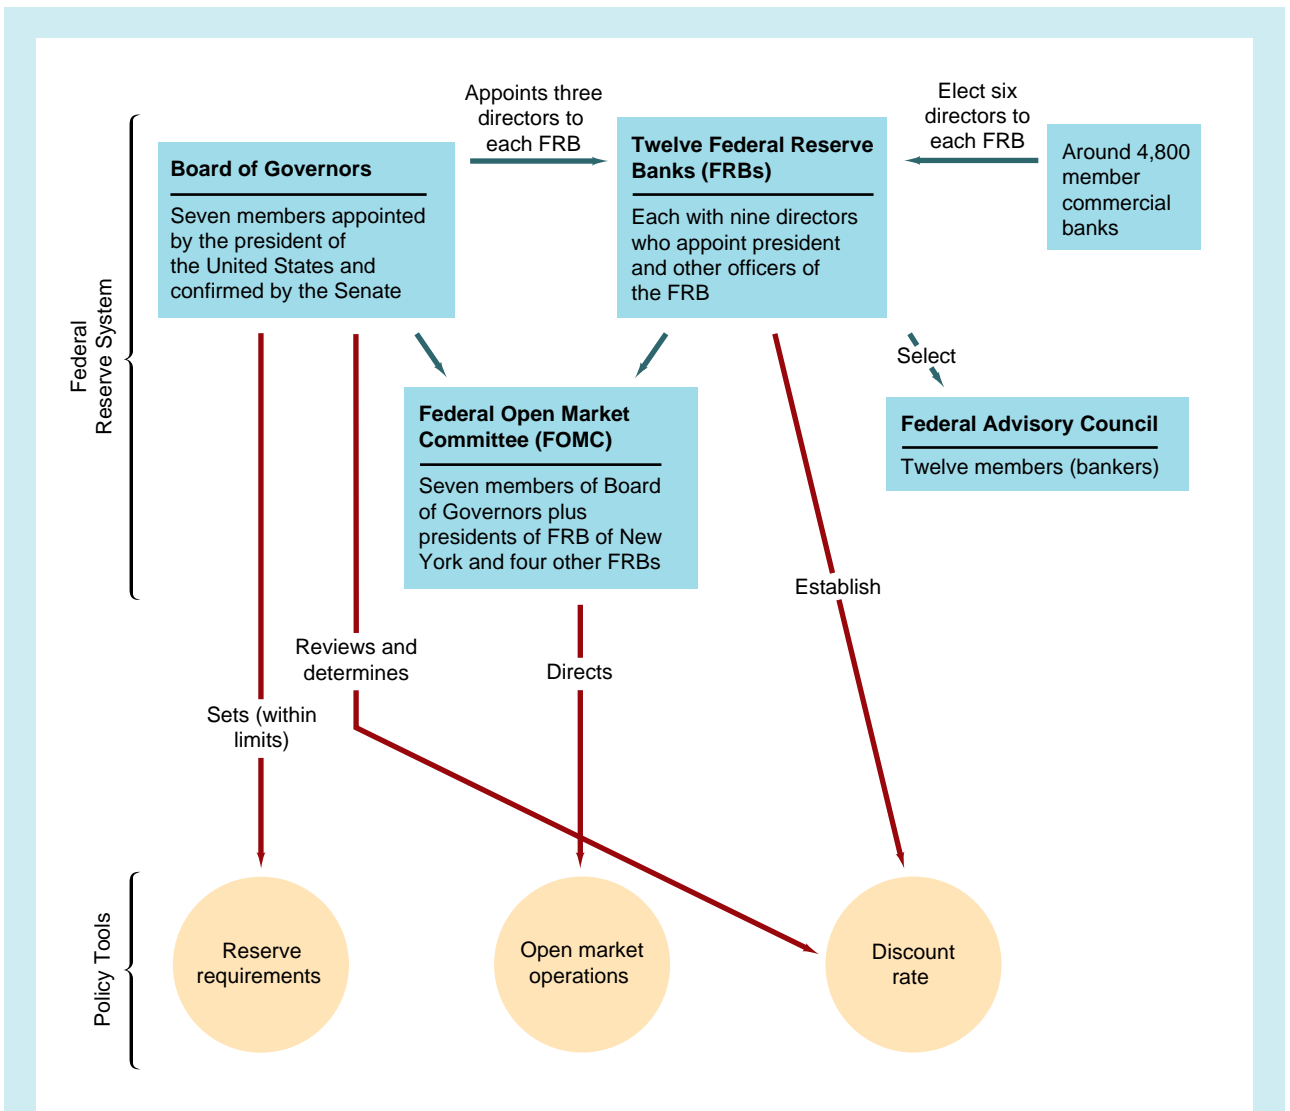 Appoints three
directors to
each FRB
Elect six
directors to
each FRB
Board of Governors
Seven members appointed
by the president of
the United States and
confirmed by the Senate
Twelve Federal Reserve
Banks (FRBs)
Each with nine directors
who appoint president
and other officers of
the FRB
Around 4,800
member
commercial
banks
Federal
Reserve System
Select
Federal Open Market
Committee (FOMC)
Seven members of Board
of Governors plus
presidents of FRB of New
York and four other FRBs
Federal Advisory Council
Twelve members (bankers)
Establish
Reviews and
determines
Directs
Sets (within
limits)
Policy Tools
Reserve
requirements
Open market
operations
Discount
rate